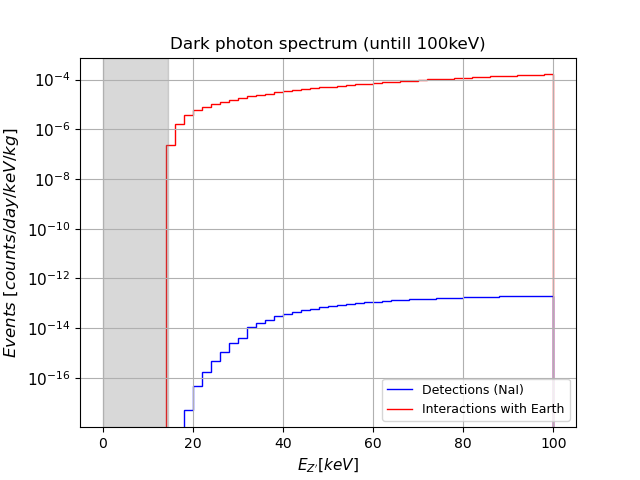 Dark photon spectrum (untill 100keV)
Events [counts/day/keV/kg]
10⁻⁴
10⁻⁶
10⁻⁸
10⁻¹⁰
10⁻¹²
10⁻¹⁴
10⁻¹⁶
Detections (NaI)
Interactions with Earth
0 20 40 60 80 100
E_Z'[keV]